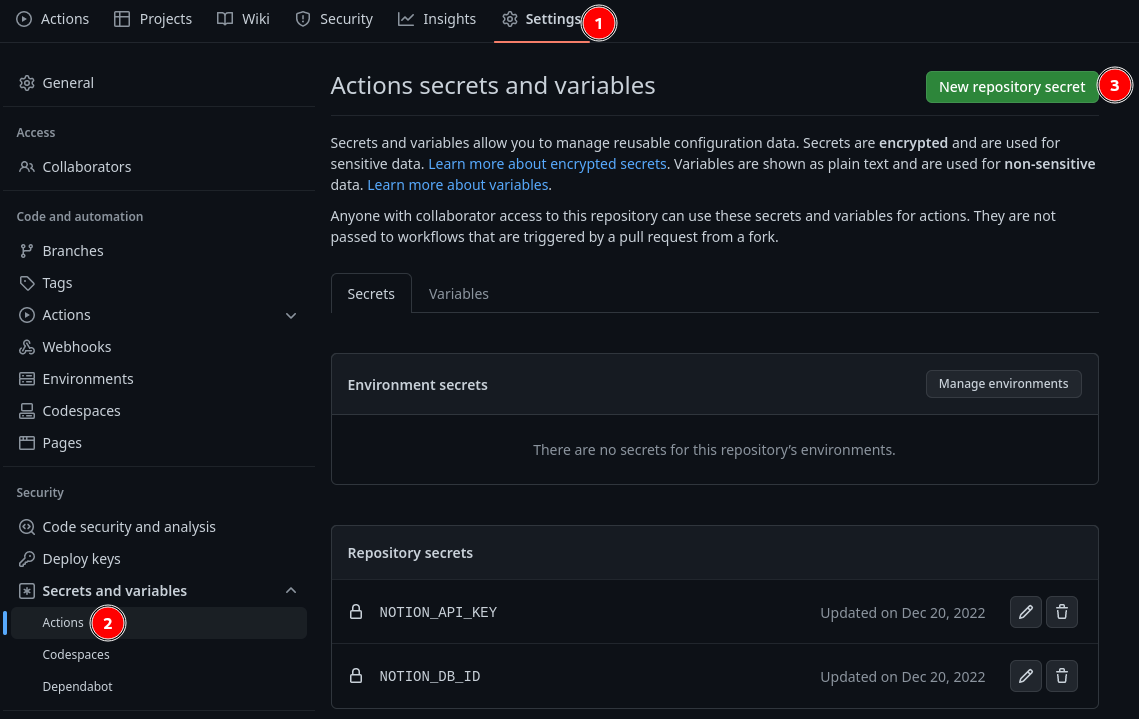 Actions Projects Wiki Security Insights Settings 1
General
Access
Collaborators
Code and automation
Branches
Tags
Actions
Webhooks
Environments
Codespaces
Pages
Security
Code security and analysis
Deploy keys
Secrets and variables
Actions 2
Codespaces
Dependabot
Actions secrets and variables
New repository secret 3
Secrets and variables allow you to manage reusable configuration data. Secrets are encrypted and are used for
sensitive data. Learn more about encrypted secrets. Variables are shown as plain text and are used for non-sensitive
data. Learn more about variables.
Anyone with collaborator access to this repository can use these secrets and variables for actions. They are not
passed to workflows that are triggered by a pull request from a fork.
Secrets Variables
Environment secrets Manage environments
There are no secrets for this repository's environments.
Repository secrets
NOTION_API_KEY Updated on Dec 20, 2022
NOTION_DB_ID Updated on Dec 20, 2022